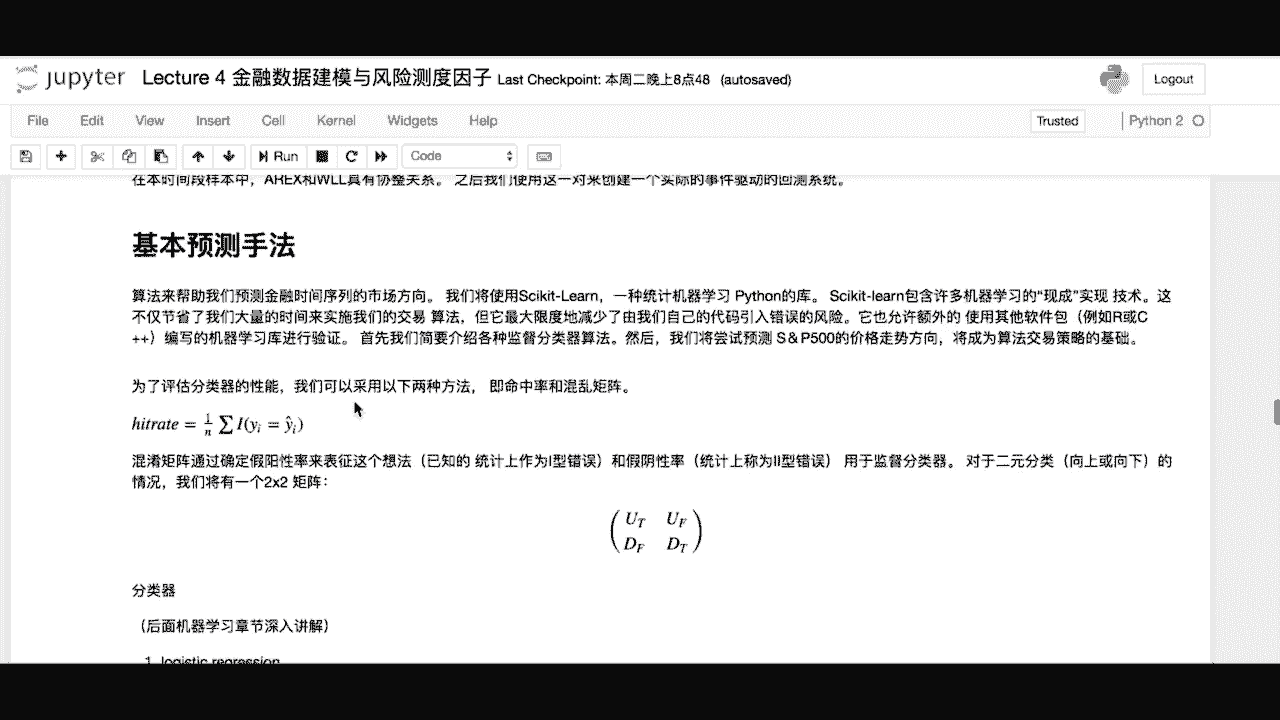 jupyter Lecture 4 金融数据建模与风险测度因子 Last Checkpoint: 本周二晚上8点48 (autosaved) Logout
File Edit View Insert Cell Kernel Widgets Help Trusted Python 2
Run Code
在本时间段样本中，AREX和WLL具有协整关系。 之后我们使用这一对来创建一个实际的事件驱动的回测系统。
基本预测手法
算法来帮助我们预测金融时间序列的市场方向。 我们将使用Scikit-Learn，一种统计机器学习 Python的库。 Scikit-learn包含许多机器学习的“现成”实现 技术。这
不仅节省了我们大量的时间来实施我们的交易 算法，但它最大限度地减少了由我们自己的代码引入错误的风险。它也允许额外的 使用其他软件包（例如R或C
++）编写的机器学习库进行验证。 首先我们简要介绍各种监督分类器算法。然后，我们将尝试预测 S＆P500的价格走势方向，将成为算法交易策略的基础。
为了评估分类器的性能，我们可以采用以下两种方法， 即命中率和混乱矩阵。
hitrate = 1/n ∑ I(y_i = ŷ_i)
混淆矩阵通过确定假阳性率来表征这个想法（已知的 统计上作为I型错误）和假阴性率（统计上称为II型错误） 用于监督分类器。 对于二元分类（向上或向下）的
情况，我们将有一个2x2 矩阵：
U_T U_F
D_F D_T
分类器
（后面机器学习章节深入讲解）
1. logistic regression